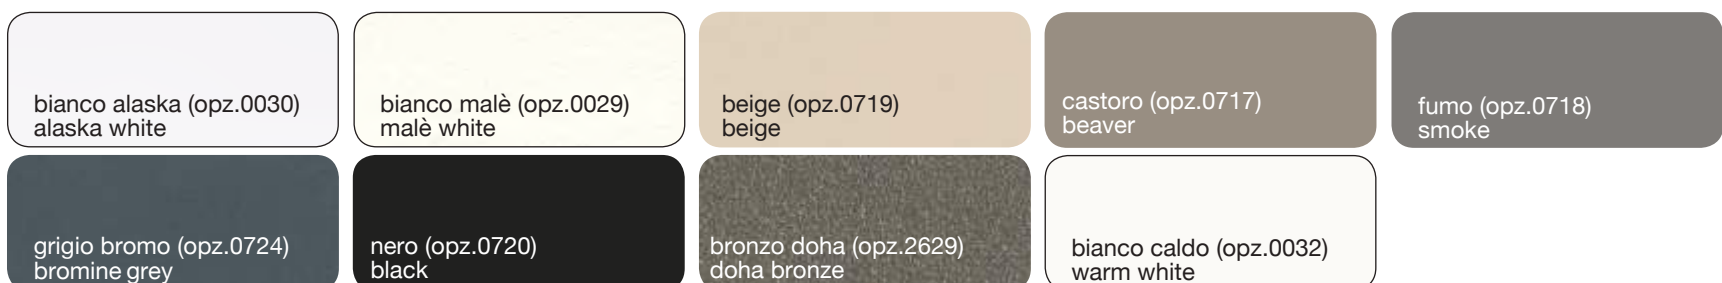 bianco alaska (opz.0030)
alaska white
bianco malè (opz.0029)
malè white
beige (opz.0719)
beige
castoro (opz.0717)
beaver
fumo (opz.0718)
smoke
grigio bromo (opz.0724)
bromine grey
nero (opz.0720)
black
bronzo doha (opz.2629)
doha bronze
bianco caldo (opz.0032)
warm white